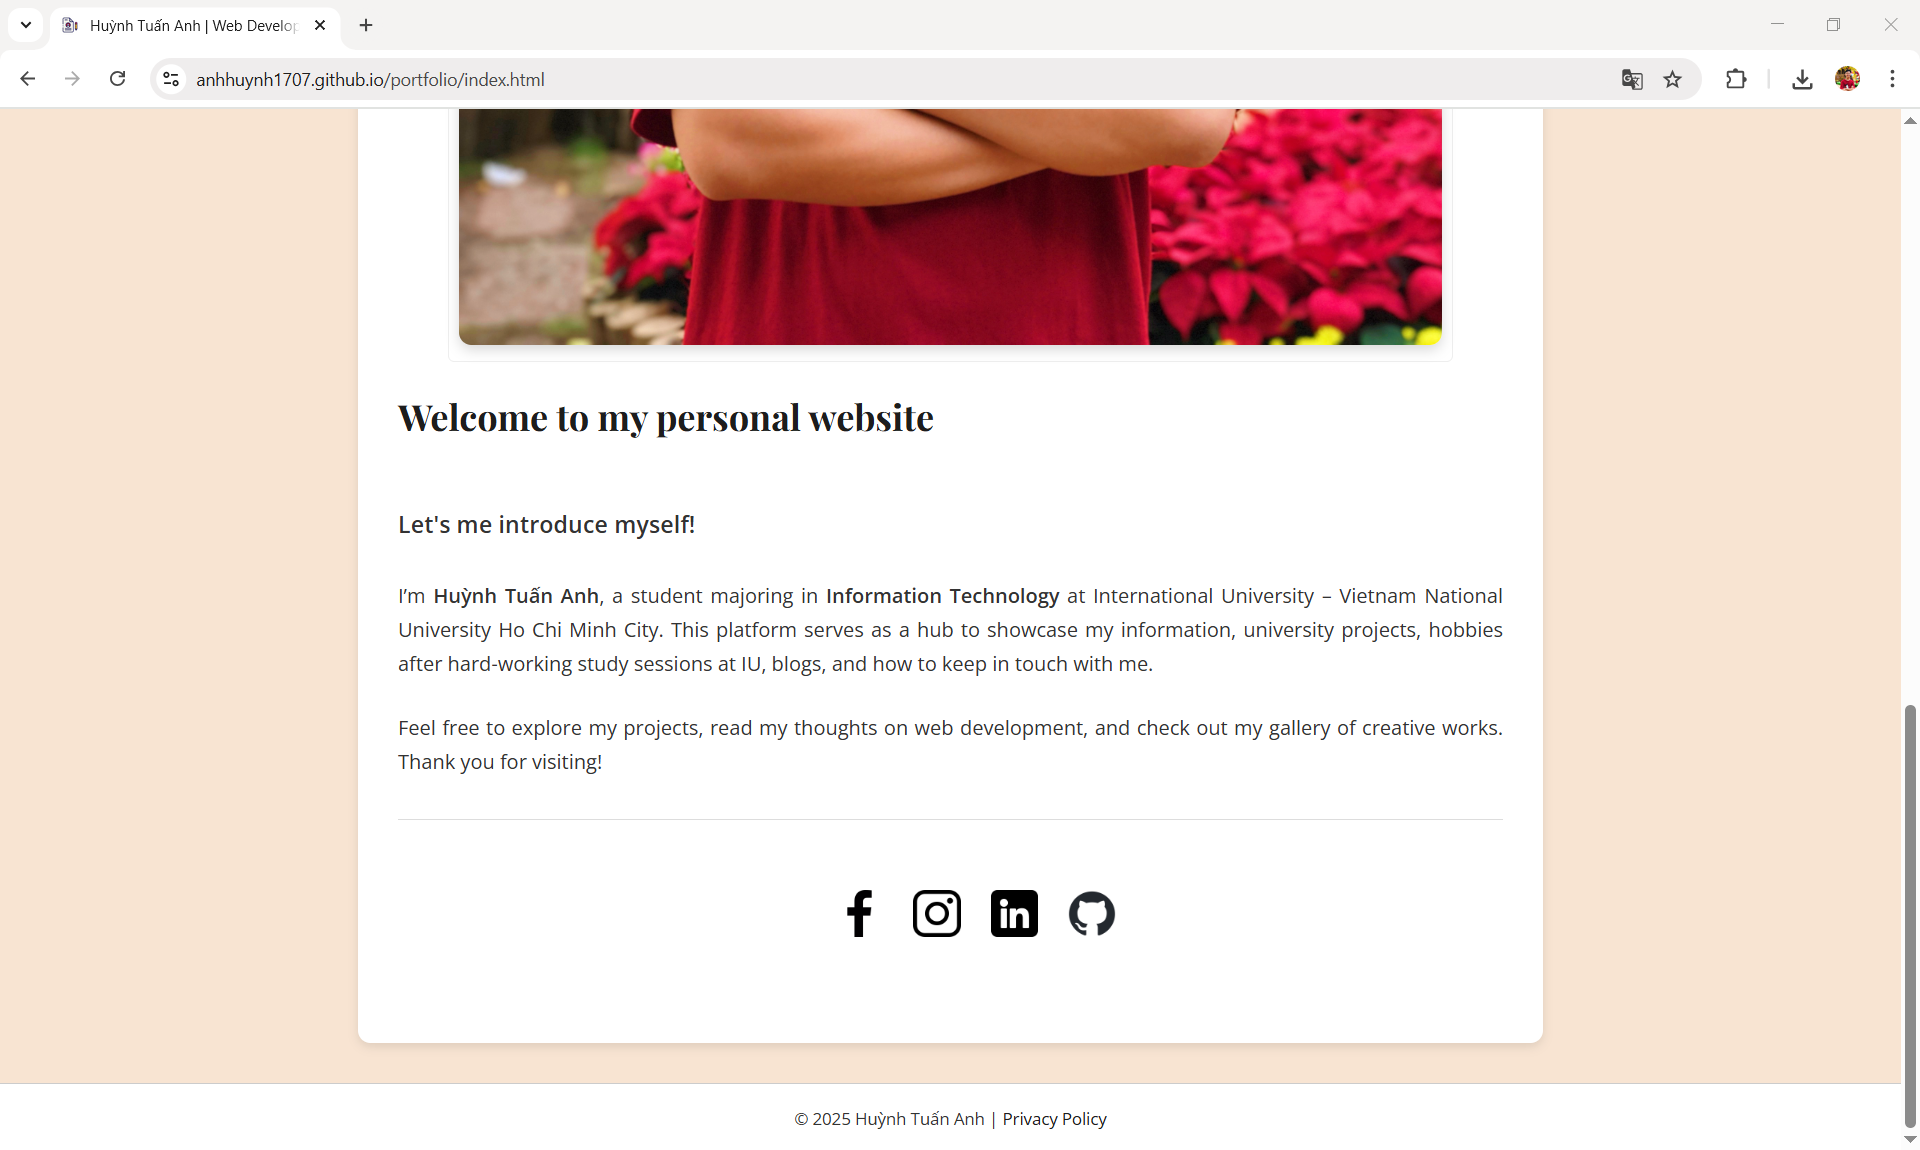 Huỳnh Tuấn Anh | Web Develop
anhhuynh1707.github.io/portfolio/index.html
Welcome to my personal website
Let's me introduce myself!
I’m Huỳnh Tuấn Anh, a student majoring in Information Technology at International University – Vietnam National
University Ho Chi Minh City. This platform serves as a hub to showcase my information, university projects, hobbies
after hard-working study sessions at IU, blogs, and how to keep in touch with me.
Feel free to explore my projects, read my thoughts on web development, and check out my gallery of creative works.
Thank you for visiting!
© 2025 Huỳnh Tuấn Anh | Privacy Policy